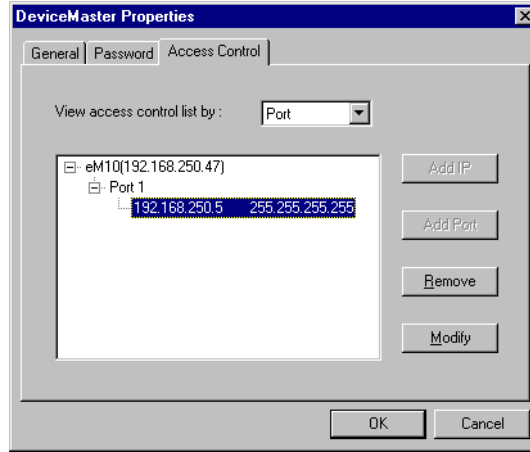 DeviceMaster Properties
General Password Access Control
View access control list by : Port
eM10(192.168.250.47)
Port 1
192.168.250.5 255.255.255.255
Add IP
Add Port
Remove
Modify
OK Cancel